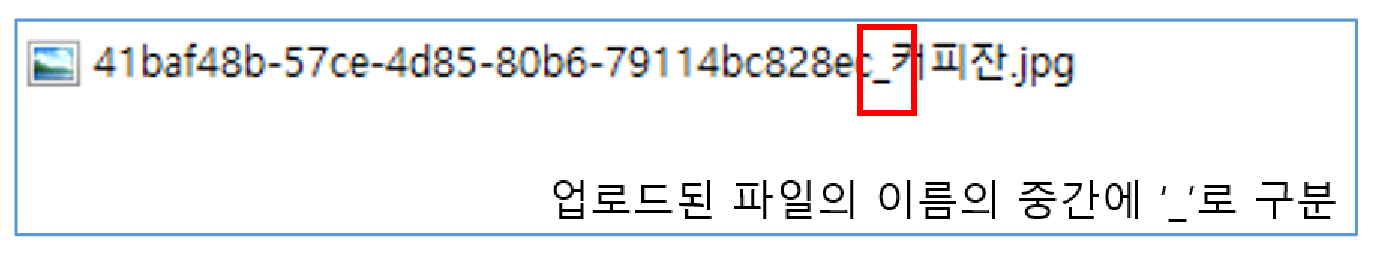 41baf48b-57ce-4d85-80b6-79114bc828ec_커피잔.jpg
업로드된 파일의 이름의 중간에 ‘_’로 구분